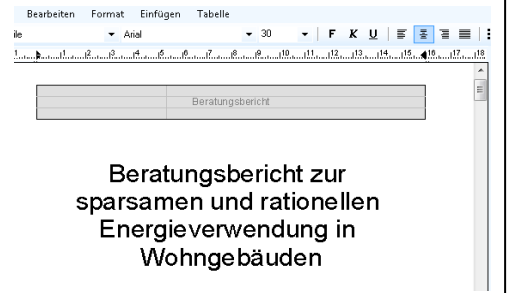 Bearbeiten Format Einfügen Tabelle
ile Arial 30 F K U
1 1 2 3 4 5 6 7 8 9 10 11 12 13 14 15 16 17 18
Beratungsbericht
Beratungsbericht zur
sparsamen und rationellen
Energieverwendung in
Wohngebäuden